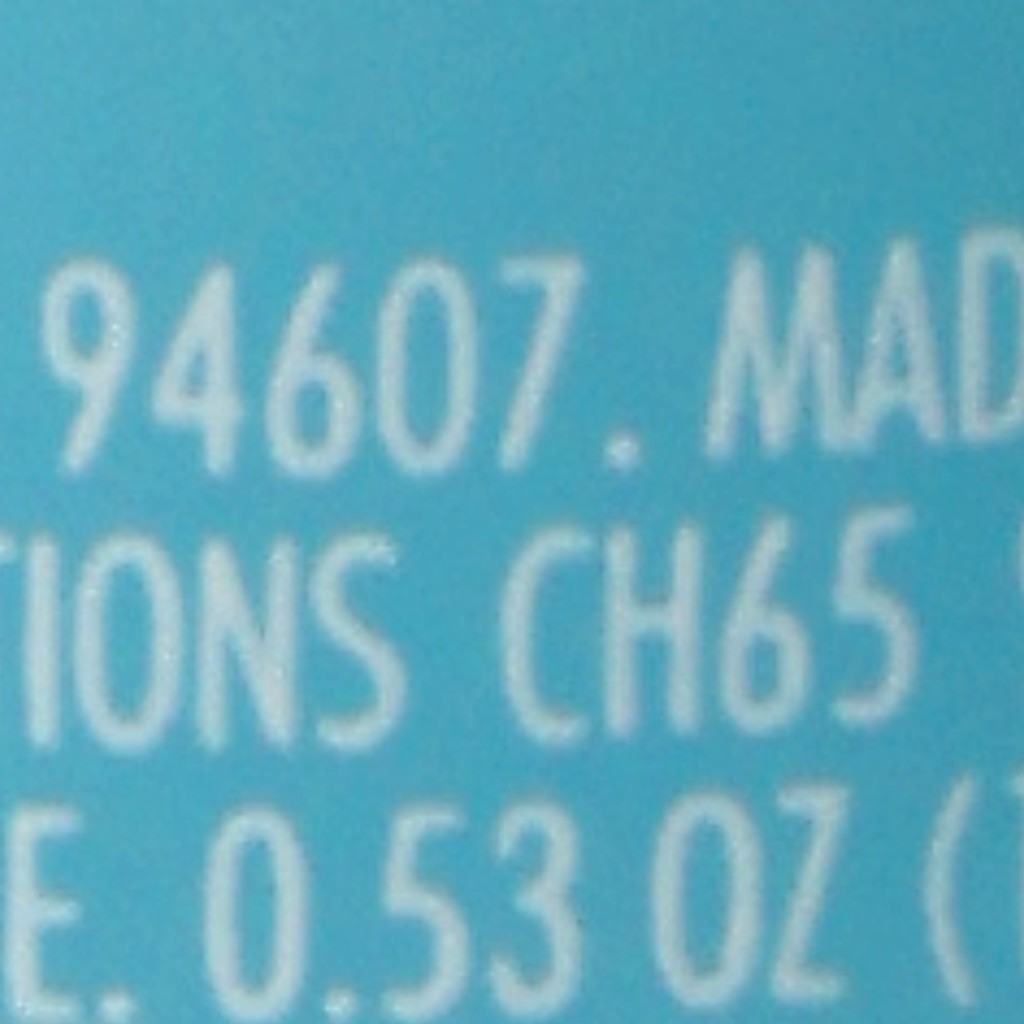 94607. MAD
TIONS CH65
E. 0.53 OZ (